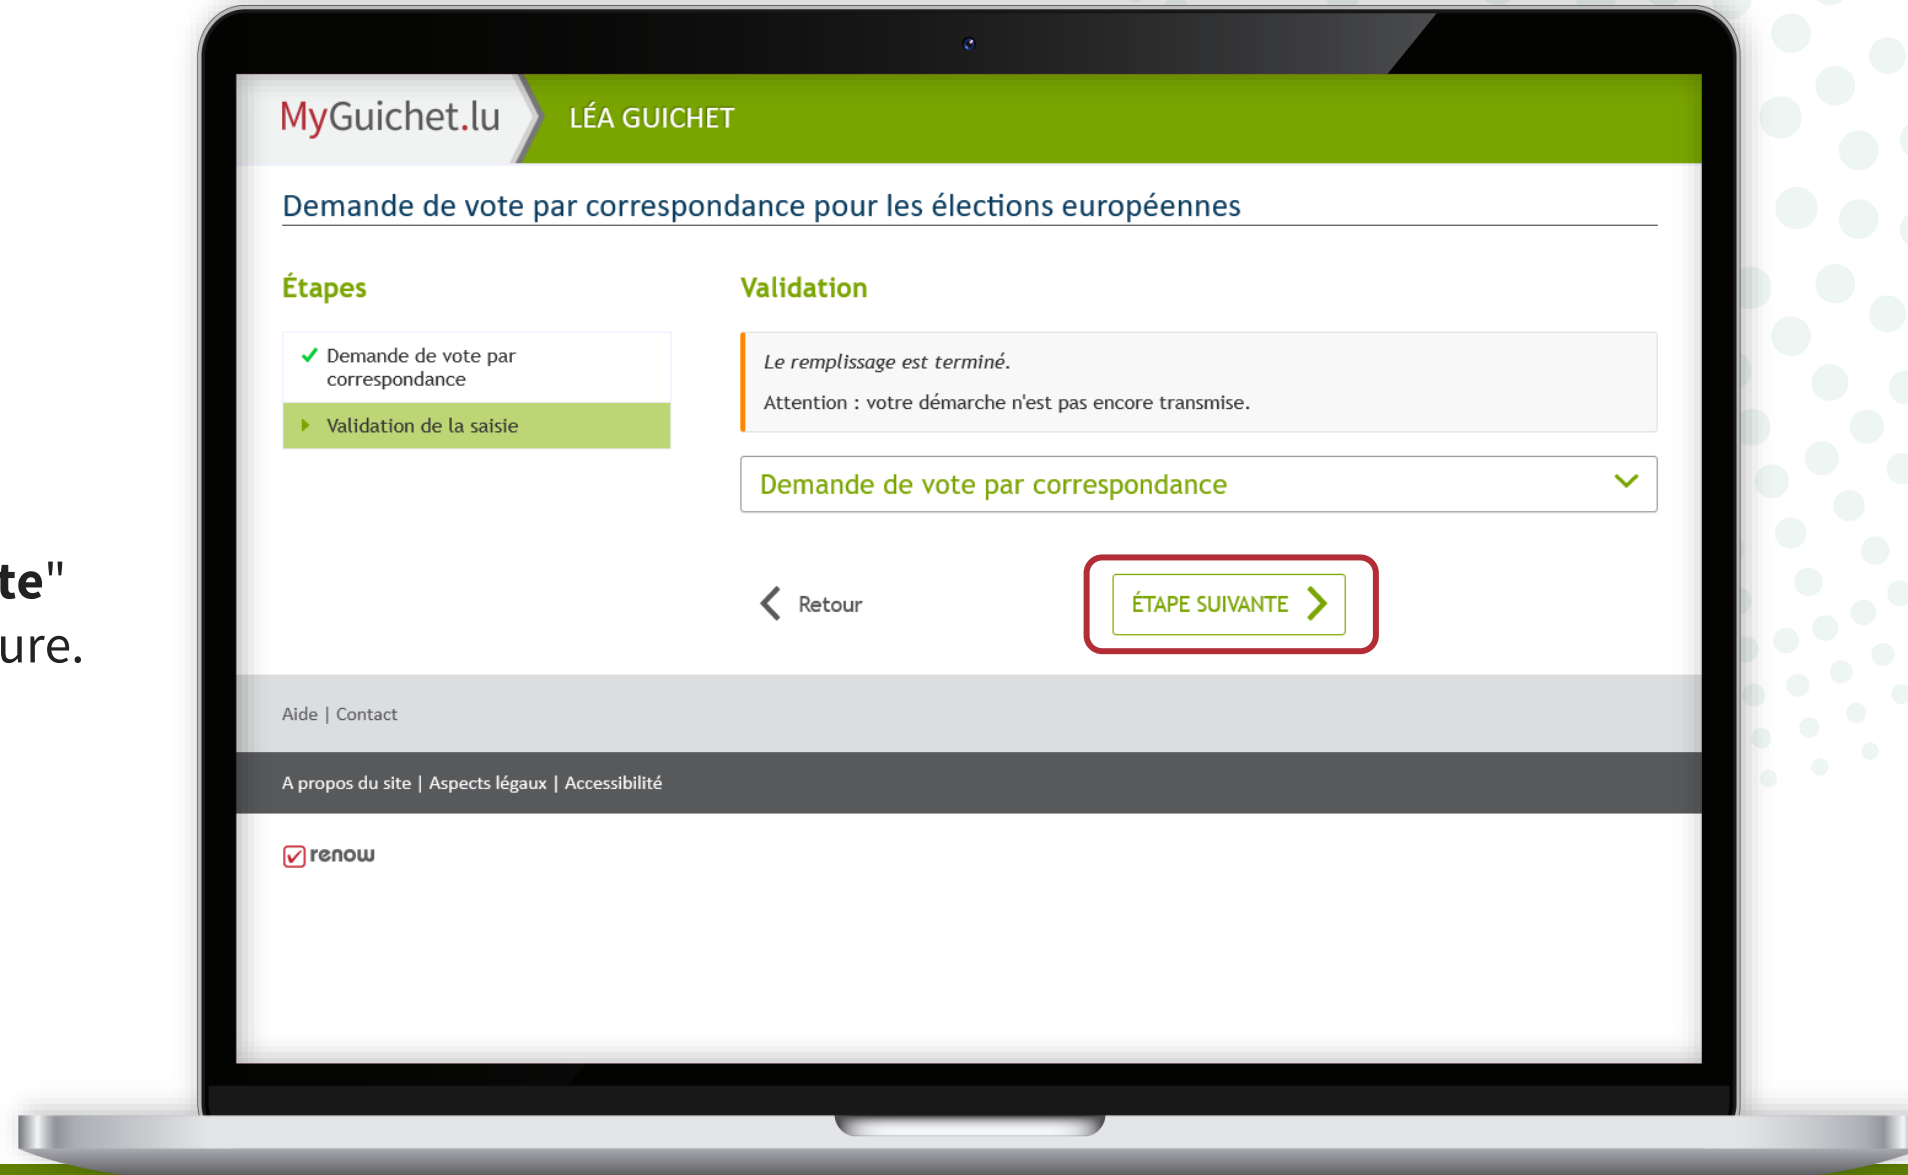 MyGuichet.lu
LÉA GUICHET
Demande de vote par correspondance pour les élections européennes
Étapes
Demande de vote par
correspondance
Validation de la saisie
Validation
Le remplissage est terminé.
Attention : votre démarche n'est pas encore transmise.
Demande de vote par correspondance
Retour
ÉTAPE SUIVANTE
te"
ure.
Aide | Contact
A propos du site | Aspects légaux | Accessibilité
renow